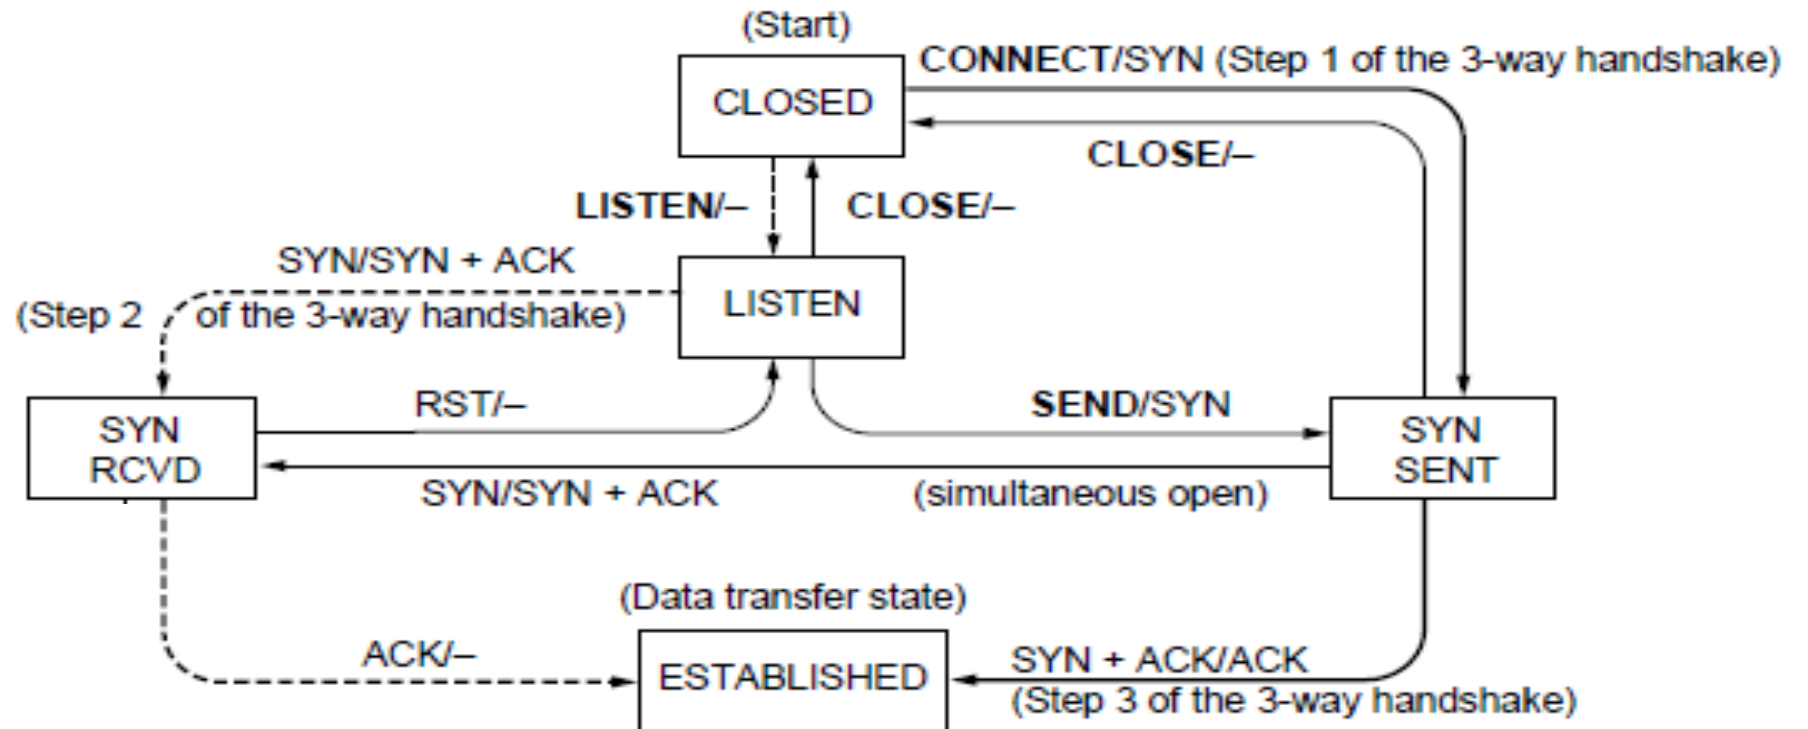 (Start)
CONNECT/SYN (Step 1 of the 3-way handshake)
CLOSED
CLOSE/–
LISTEN/–
CLOSE/–
SYN/SYN + ACK
LISTEN
(Step 2 of the 3-way handshake)
RST/–
SEND/SYN
SYN
RCVD
SYN
SENT
SYN/SYN + ACK
(simultaneous open)
(Data transfer state)
ACK/–
ESTABLISHED
SYN + ACK/ACK
(Step 3 of the 3-way handshake)